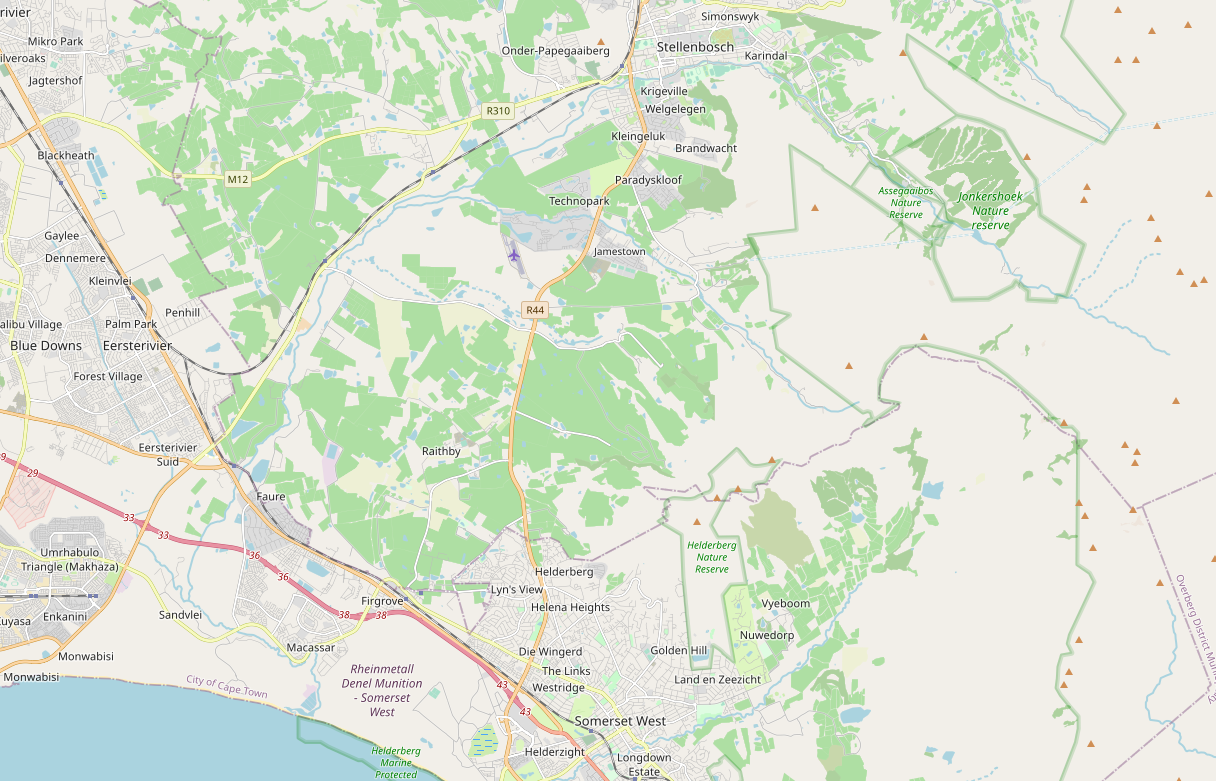 rivier
Simonswyk
Mikro Park
Onder-Papegaaiberg
Stellenbosch
Karindal
ilveroaks
Jagtershof
Krigeville
R310
Welgelegen
Kleingeluk
Brandwacht
Blackheath
M12
Paradyskloof
Technopark
Assegaaibos
Nature
Reserve
Jonkershoek
Nature
reserve
Gaylee
Jamestown
Dennemere
Kleinvlei
Penhill
R44
alibu Village
Palm Park
Blue Downs
Eersterivier
Forest Village
Eersterivier
Suid
Raithby
29
29
Faure
33
33
Umrhabulo
Triangle (Makhaza)
36
36
Helderberg
Nature
Reserve
Helderberg
Lyn's View
Firgrove
Helena Heights
Vyeboom
Enkanini
uyasa
Sandvlei
38
38
Nuwedorp
Macassar
Die Wingerd
Golden Hill
Monwabisi
The Links
Monwabisi
Rheinmetall
Denel Munition
- Somerset
West
City of Cape Town
Westridge
43
Land en Zeezicht
43
Somerset West
Helderzight
Longdown
Estate
Helderberg
Marine
Protected
Overberg District Muni